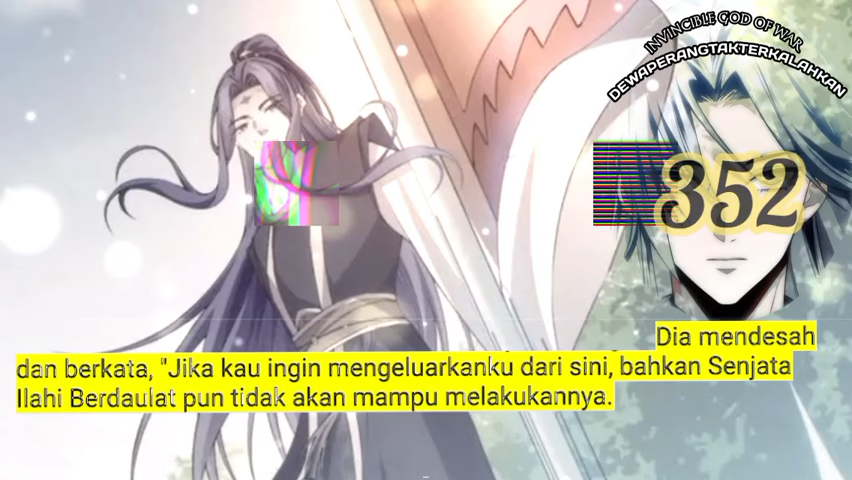 INVINCIBLE GOD OF WAR
DEWAPERANGTAKTERKALAHKAN
352
Dia mendesah
dan berkata, "Jika kau ingin mengeluarkanku dari sini, bahkan Senjata
Ilahi Berdaulat pun tidak akan mampu melakukannya.